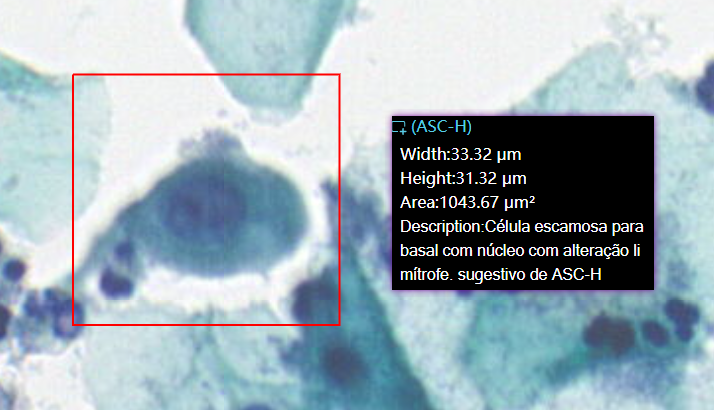 (ASC-H)
Width:33.32 μm
Height:31.32 μm
Area:1043.67 μm²
Description:Célula escamosa para
basal com núcleo com alteração li
mítrofe. sugestivo de ASC-H